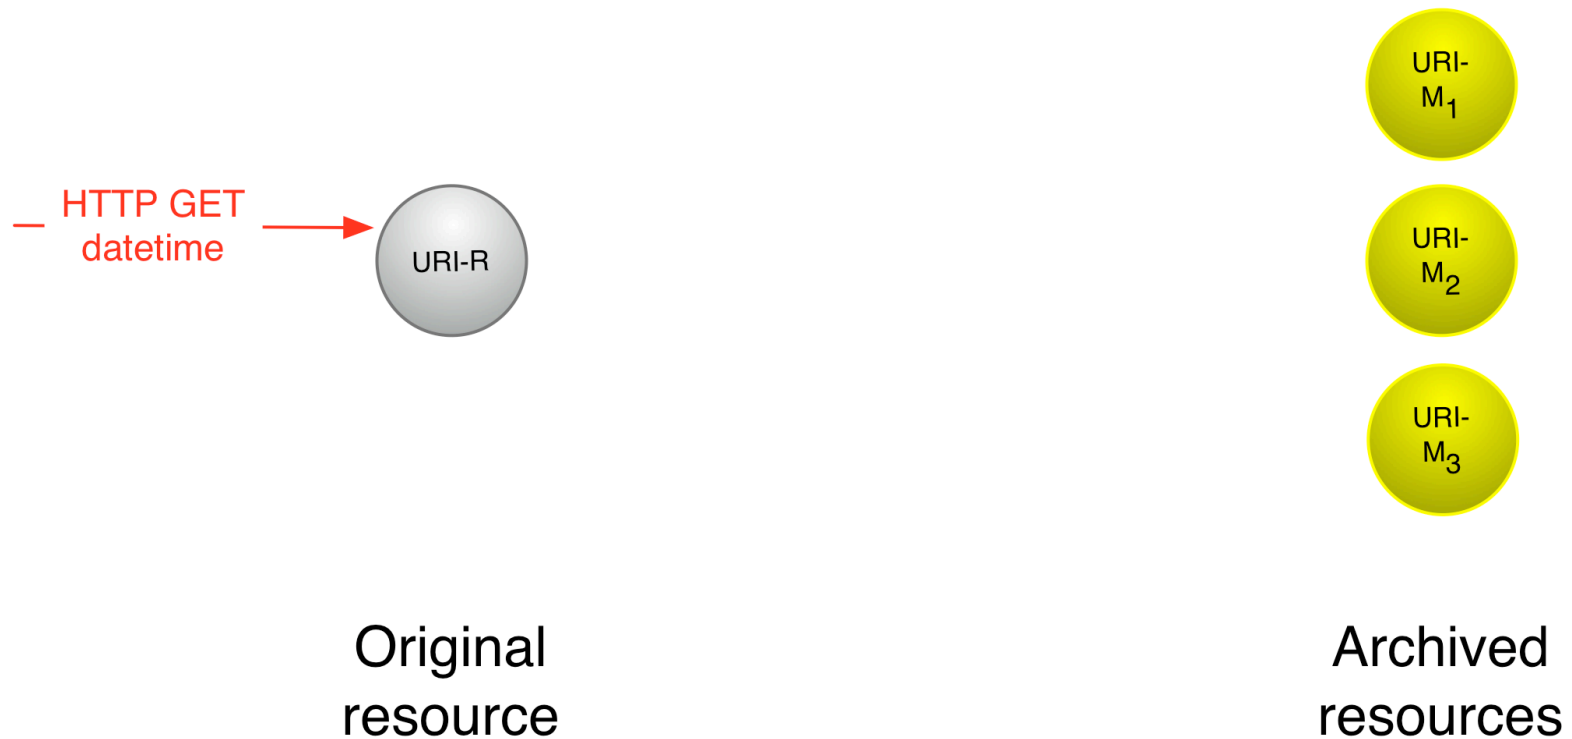 HTTP GET
datetime
URI-R
URI-
M1
URI-
M2
URI-
M3
Original
resource
Archived
resources